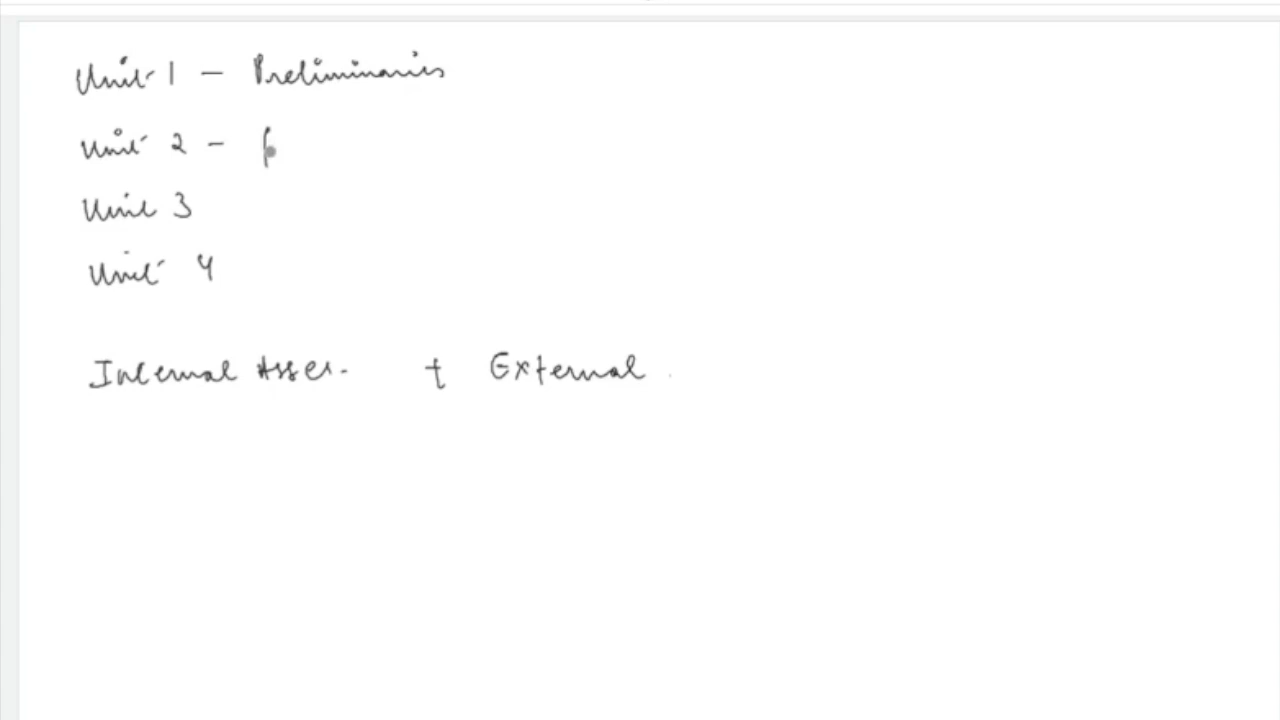 Unit 1 - Preliminaries
Unit 2 -
Unit 3
Unit 4
Internal Asses. + External